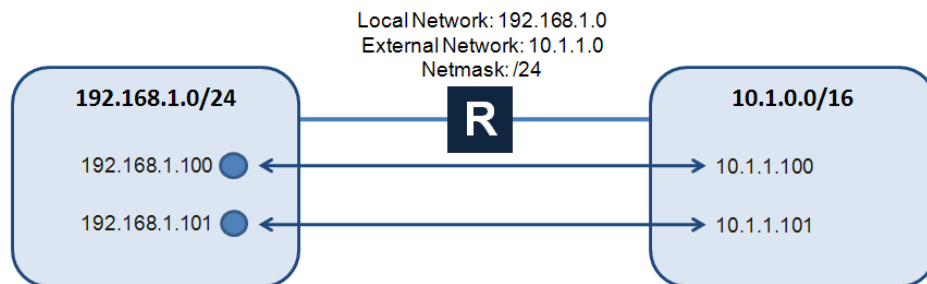 Local Network: 192.168.1.0
External Network: 10.1.1.0
Netmask: /24
192.168.1.0/24
R
10.1.0.0/16
192.168.1.100
10.1.1.100
192.168.1.101
10.1.1.101